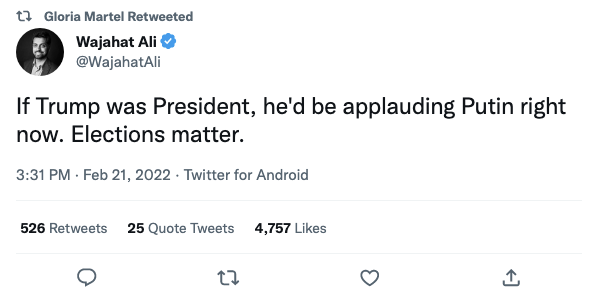 Gloria Martel Retweeted
Wajahat Ali
@WajahatAli
If Trump was President, he'd be applauding Putin right
now. Elections matter.
3:31 PM · Feb 21, 2022 · Twitter for Android
526 Retweets 25 Quote Tweets 4,757 Likes